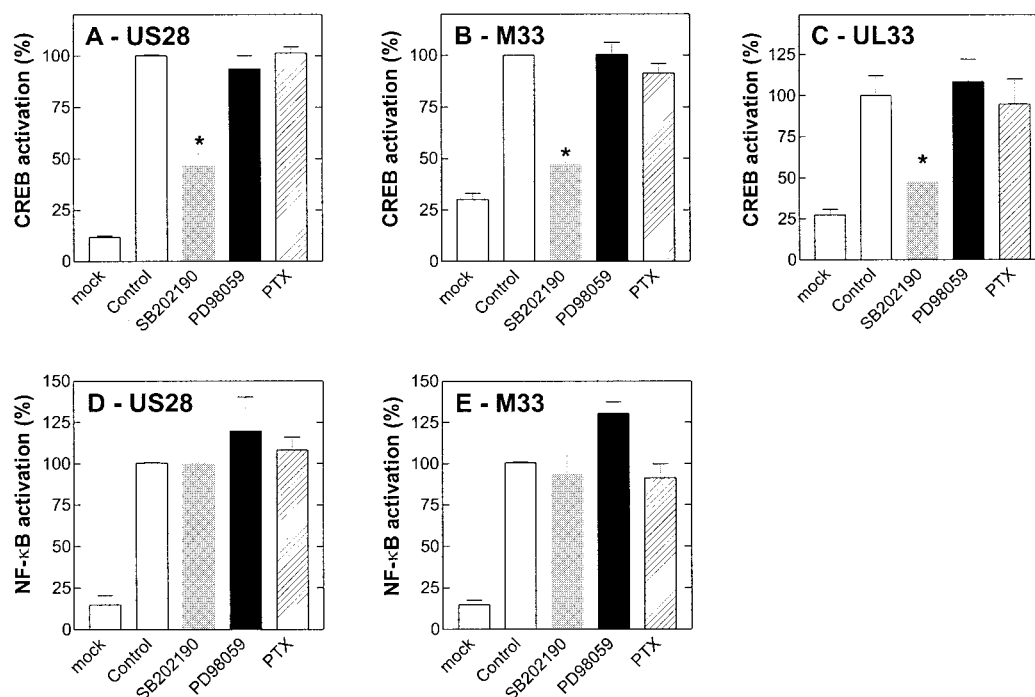 A - US28
CREB activation (%)
100
75
50
25
0
*
mock
Control
SB202190
PD98059
PTX
B - M33
CREB activation (%)
100
75
50
25
0
*
mock
Control
SB202190
PD98059
PTX
C - UL33
CREB activation (%)
125
100
75
50
25
0
*
mock
Control
SB202190
PD98059
PTX
D - US28
NF-κB activation (%)
150
125
100
75
50
25
0
mock
Control
SB202190
PD98059
PTX
E - M33
NF-κB activation (%)
150
125
100
75
50
25
0
mock
Control
SB202190
PD98059
PTX